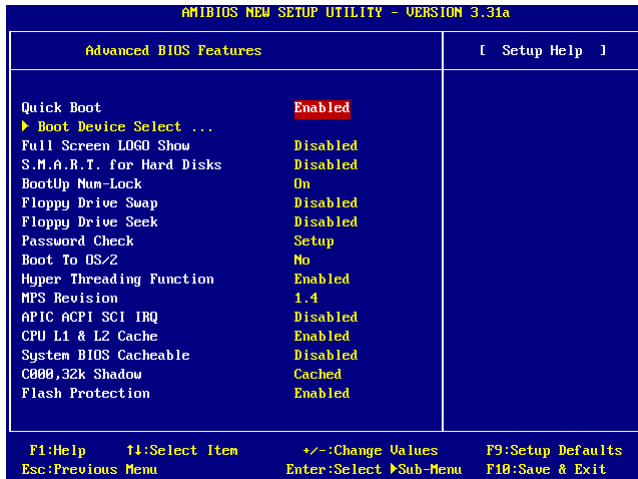 AMIBIOS NEW SETUP UTILITY - VERSION 3.31a
Advanced BIOS Features
[ Setup Help ]
Quick Boot Enabled
▶ Boot Device Select ...
Full Screen LOGO Show Disabled
S.M.A.R.T. for Hard Disks Disabled
BootUp Num-Lock On
Floppy Drive Swap Disabled
Floppy Drive Seek Disabled
Password Check Setup
Boot To OS/2 No
Hyper Threading Function Enabled
MPS Revision 1.4
APIC ACPI SCI IRQ Disabled
CPU L1 & L2 Cache Enabled
System BIOS Cacheable Disabled
C000,32k Shadow Cached
Flash Protection Enabled
F1:Help ↑↓:Select Item +/-:Change Values F9:Setup Defaults
Esc:Previous Menu Enter:Select ▶Sub-Menu F10:Save & Exit